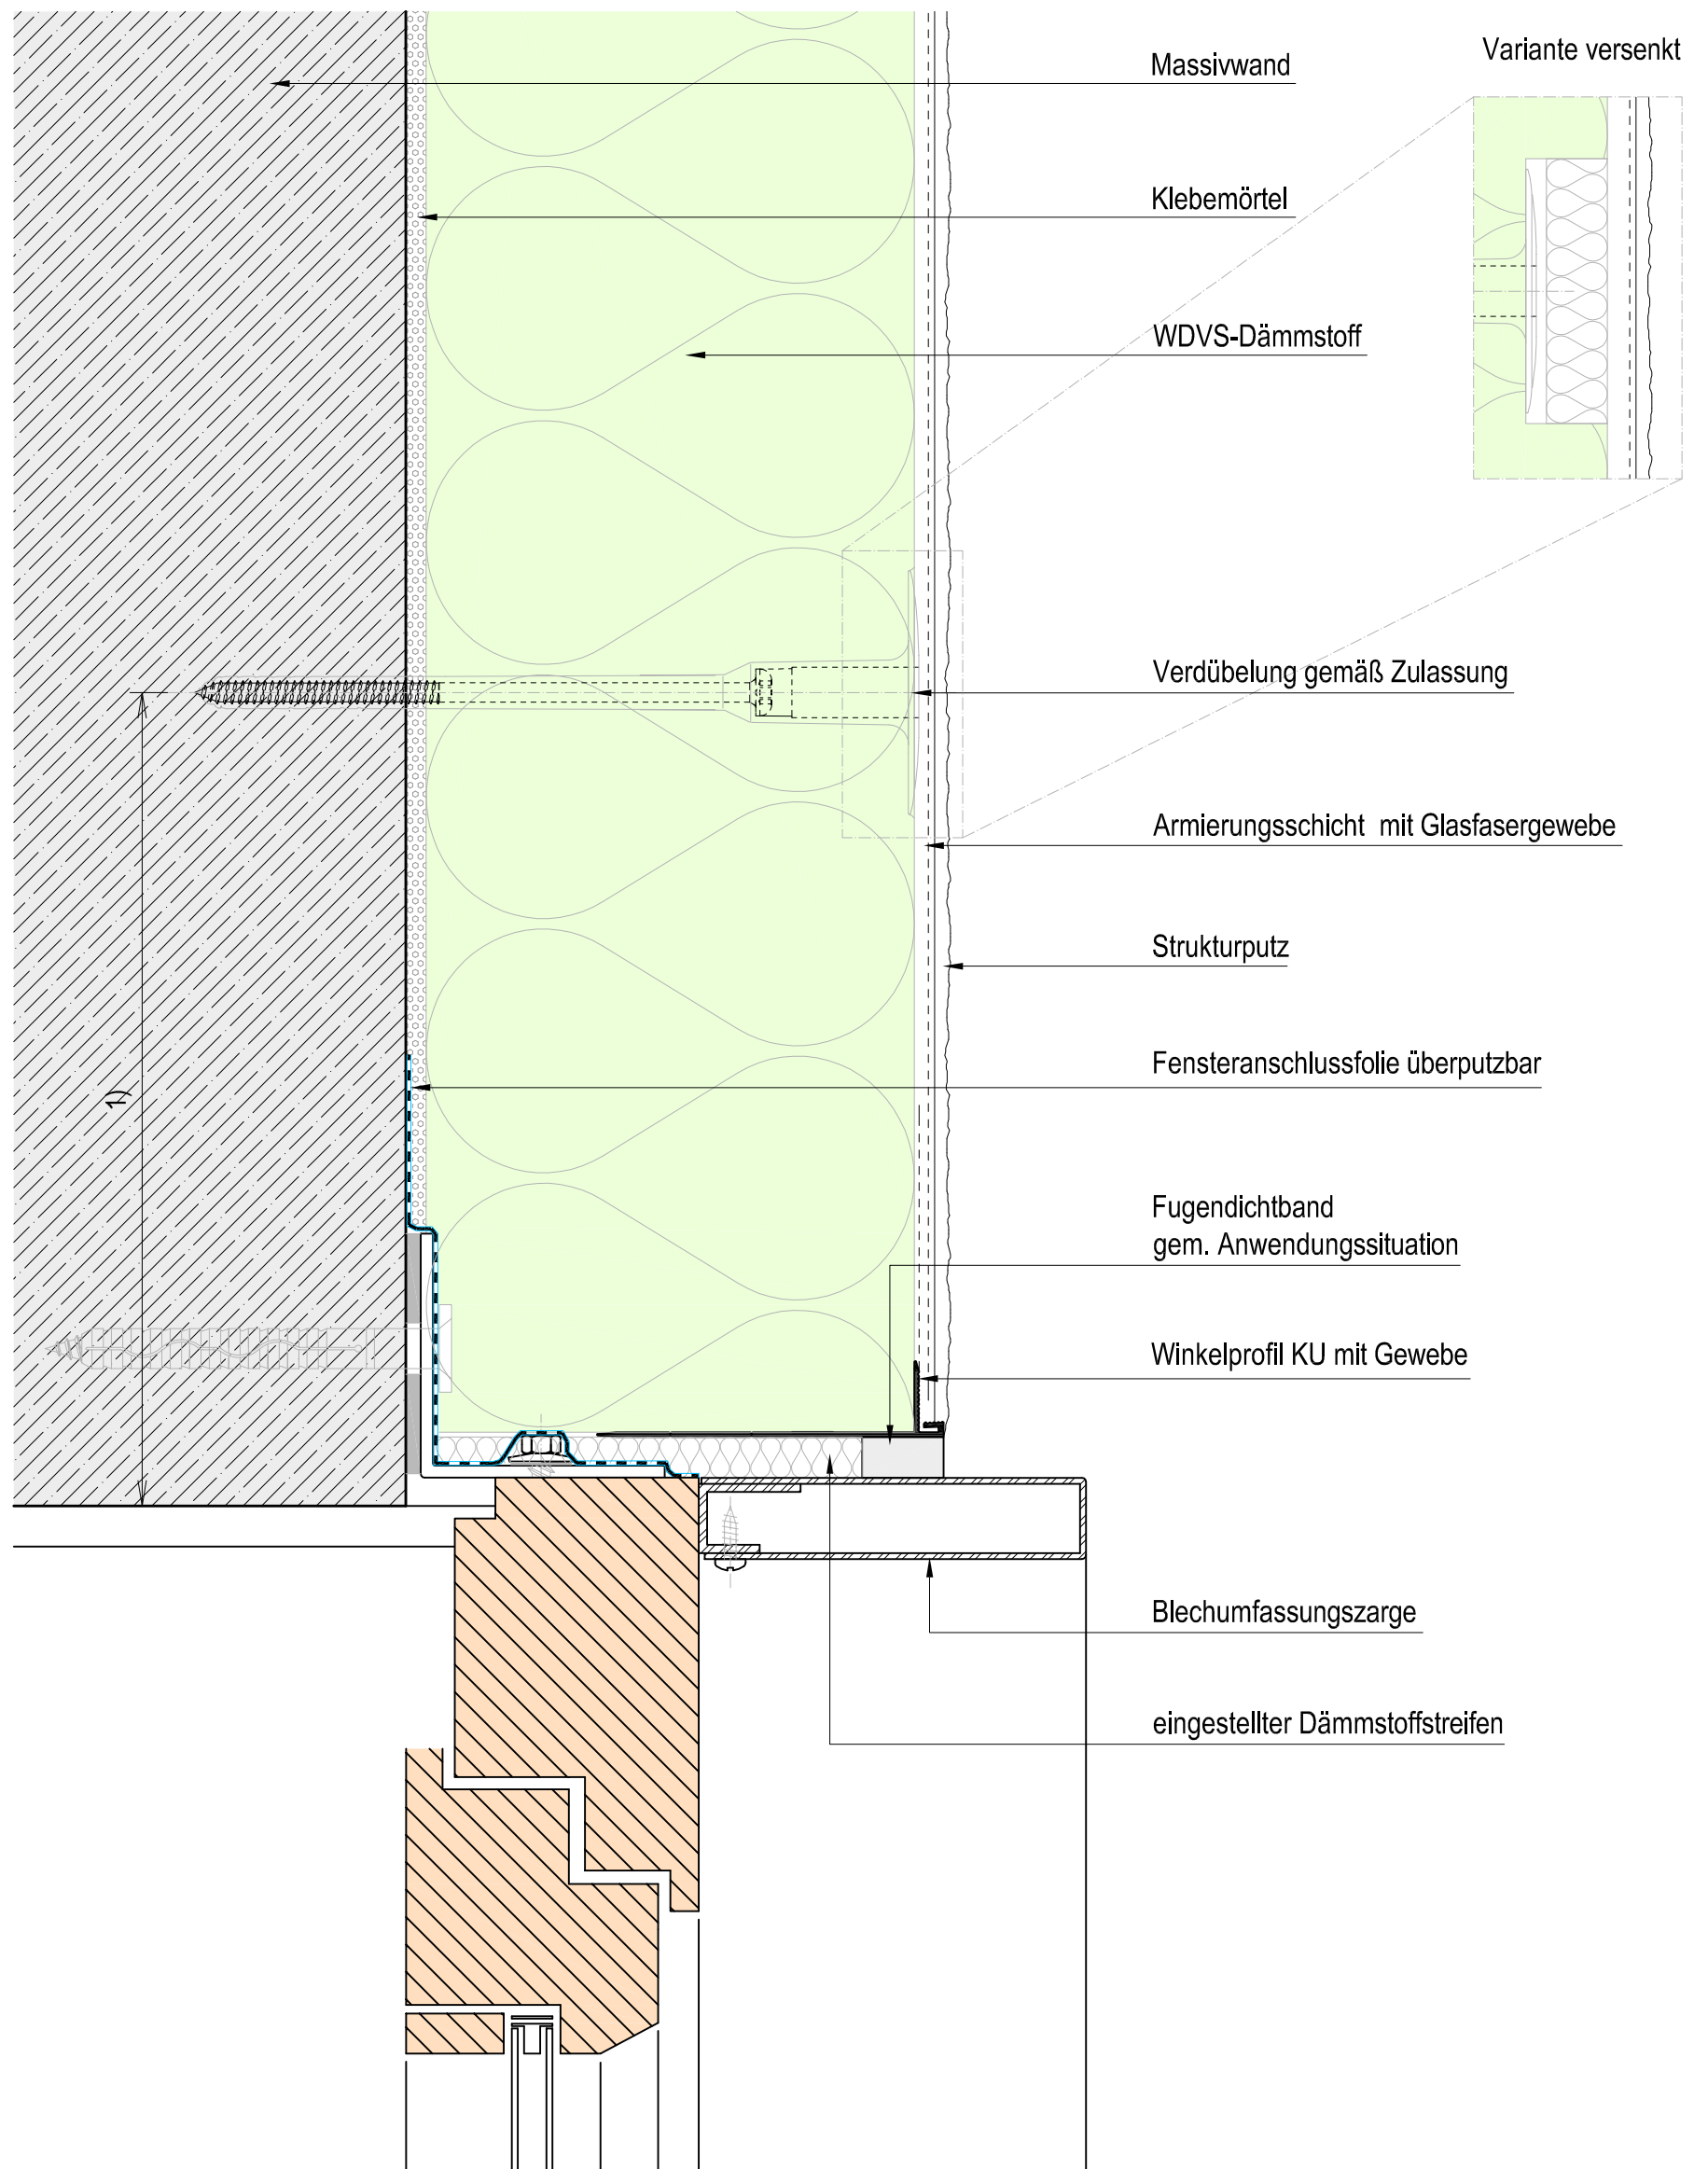 Variante versenkt
Massivwand
Klebemörtel
WDVS-Dämmstoff
Verdübelung gemäß Zulassung
Armierungsschicht mit Glasfasergewebe
Strukturputz
Fensteranschlussfolie überputzbar
1)
Fugendichtband
gem. Anwendungssituation
Winkelprofil KU mit Gewebe
Blechumfassungszarge
eingestellter Dämmstoffstreifen